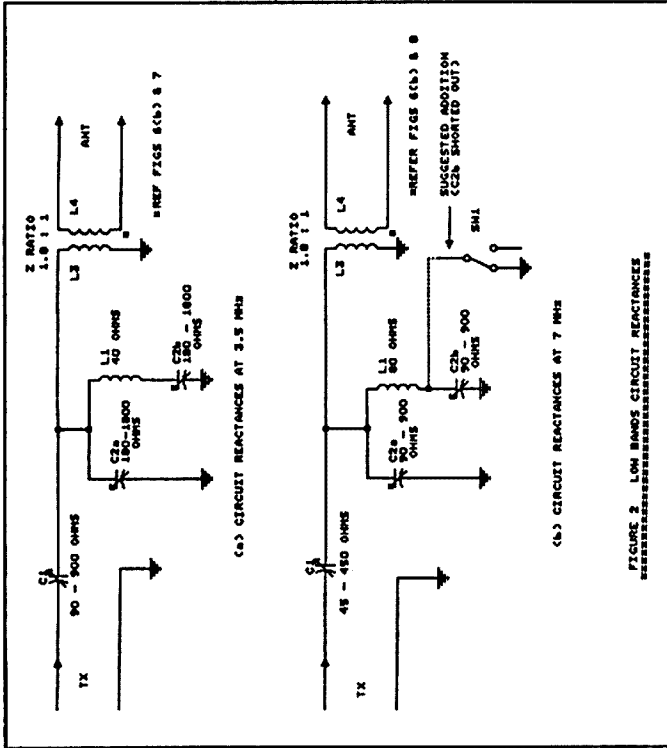 TX
C1
90 - 900 OHMS
C2a
180-1800
OHMS
L1
40 OHMS
C2b
180 - 1800
OHMS
Z RATIO
1.8 : 1
L3
L4
ANT
*
*REF FIGS 6(b) & 7
(a) CIRCUIT REACTANCES AT 3.5 MHz
TX
C1
45 - 450 OHMS
C2a
90 - 900
OHMS
L1
80 OHMS
C2b
90 - 900
OHMS
Z RATIO
1.8 : 1
L3
L4
ANT
*
*REFER FIGS 6(b) & 8
SUGGESTED ADDITION
(C2b SHORTED OUT)
SW1
(b) CIRCUIT REACTANCES AT 7 MHz
FIGURE 2 LOW BANDS CIRCUIT REACTANCES